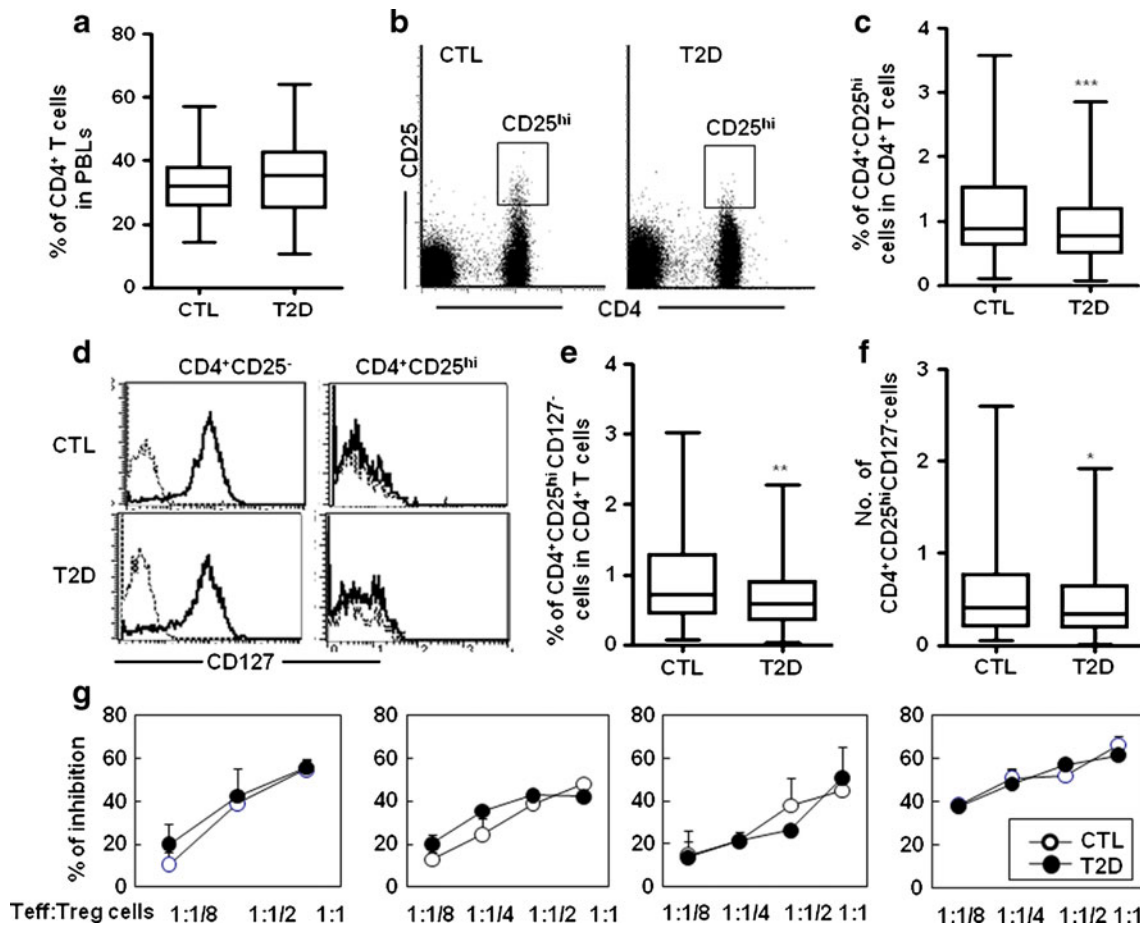 a
% of CD4⁺ T cells
in PBLs
80
60
40
20
0
CTL
T2D
b
CTL
T2D
CD25ʰⁱ
CD25ʰⁱ
CD25
CD4
c
% of CD4⁺CD25ʰⁱ
cells in CD4⁺ T cells
4
3
2
1
0
***
CTL
T2D
d
CD4⁺CD25⁻
CD4⁺CD25ʰⁱ
CTL
T2D
0 1 2 3 4
CD127
e
% of CD4⁺CD25ʰⁱ CD127⁻
cells in CD4⁺ T cells
4
3
2
1
0
**
CTL
T2D
f
No. of
CD4⁺CD25ʰⁱCD127⁻cells
3
2
1
0
*
CTL
T2D
g
% of inhibition
80
60
40
20
0
80
60
40
20
0
80
60
40
20
0
80
60
40
20
0
CTL
T2D
Teff:Treg cells
1:1/8 1:1/2 1:1
1:1/8 1:1/4 1:1/2 1:1
1:1/8 1:1/4 1:1/2 1:1
1:1/8 1:1/4 1:1/2 1:1